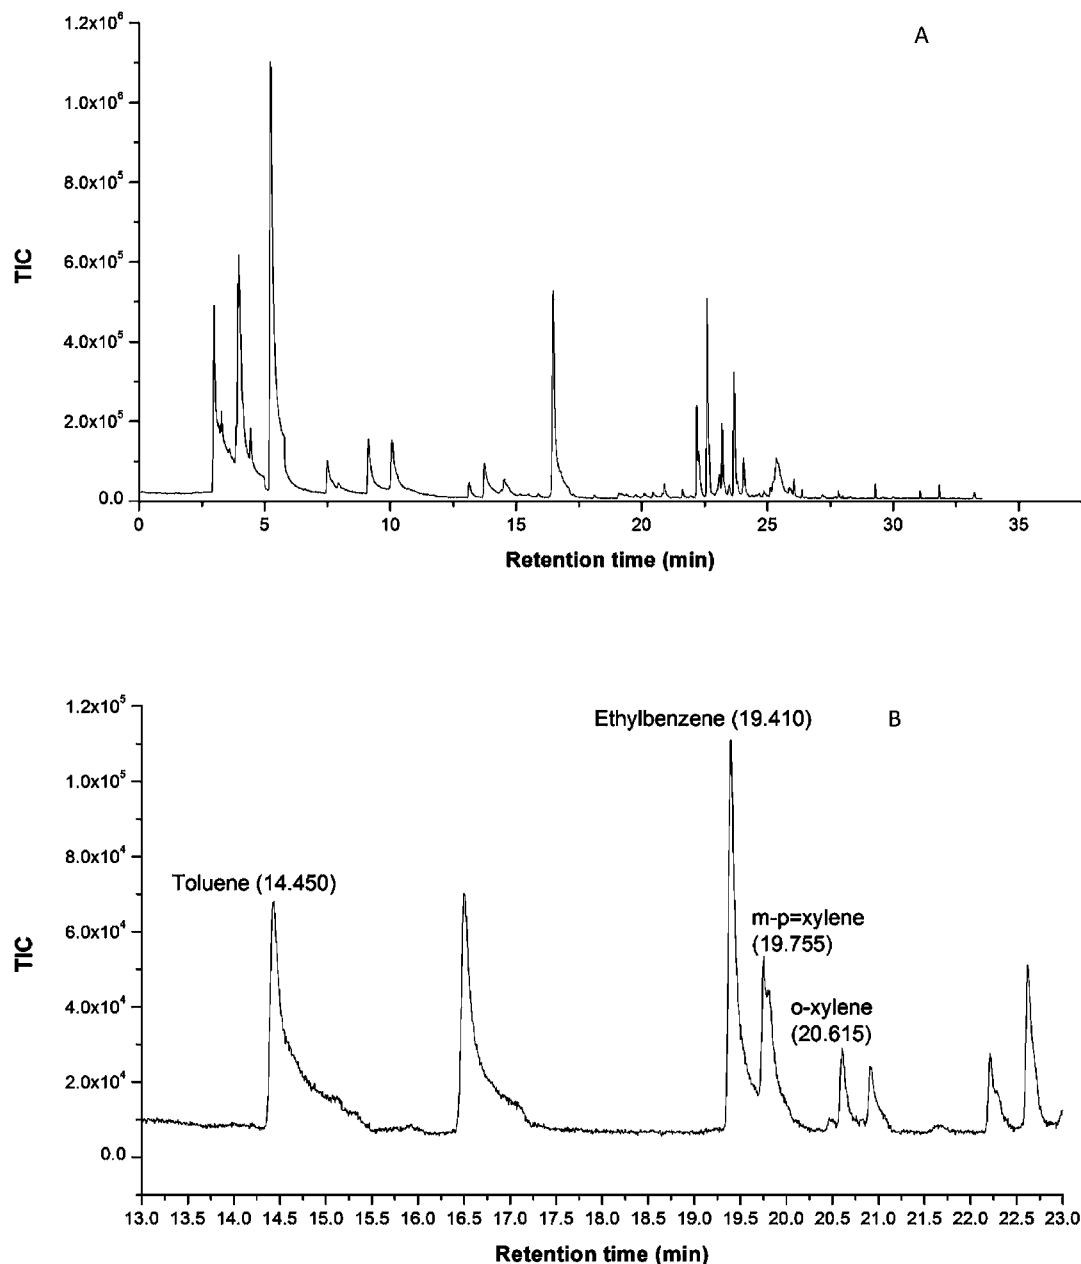 A
1.2x10⁶
1.0x10⁶
8.0x10⁵
6.0x10⁵
4.0x10⁵
2.0x10⁵
0.0
TIC
0 5 10 15 20 25 30 35
Retention time (min)
B
1.2x10⁵
1.0x10⁵
8.0x10⁴
6.0x10⁴
4.0x10⁴
2.0x10⁴
0.0
TIC
Ethylbenzene (19.410)
Toluene (14.450)
m-p=xylene
(19.755)
o-xylene
(20.615)
13.0 13.5 14.0 14.5 15.0 15.5 16.0 16.5 17.0 17.5 18.0 18.5 19.0 19.5 20.0 20.5 21.0 21.5 22.0 22.5 23.0
Retention time (min)